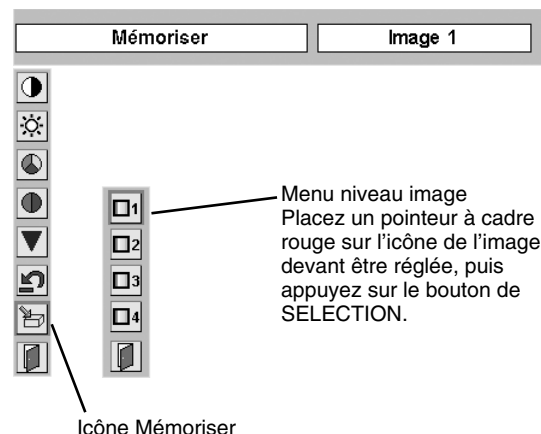 Mémoriser
Image 1
1
2
3
4
Menu niveau image
Placez un pointeur à cadre
rouge sur l'icône de l'image
devant être réglée, puis
appuyez sur le bouton de
SELECTION.
Icône Mémoriser